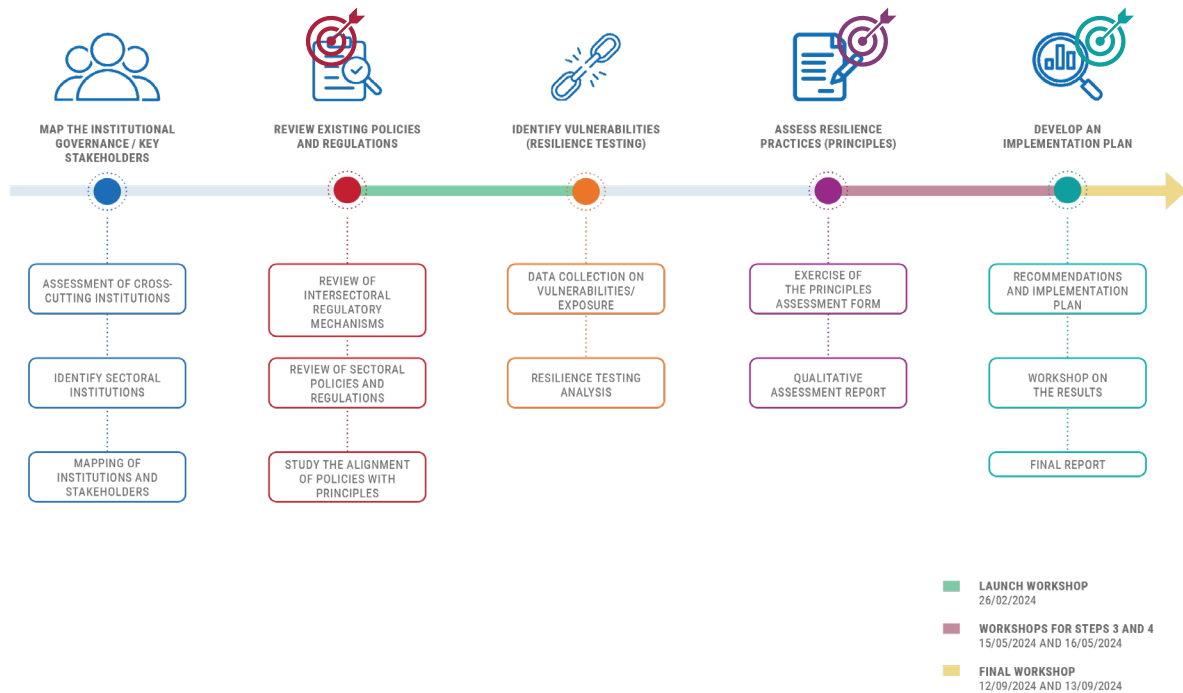 MAP THE INSTITUTIONAL
GOVERNANCE / KEY
STAKEHOLDERS
REVIEW EXISTING POLICIES
AND REGULATIONS
IDENTIFY VULNERABILITIES
(RESILIENCE TESTING)
ASSESS RESILIENCE
PRACTICES (PRINCIPLES)
DEVELOP AN
IMPLEMENTATION PLAN
ASSESSMENT OF CROSS-
CUTTING INSTITUTIONS
IDENTIFY SECTORAL
INSTITUTIONS
MAPPING OF
INSTITUTIONS AND
STAKEHOLDERS
REVIEW OF
INTERSECTORAL
REGULATORY
MECHANISMS
REVIEW OF SECTORAL
POLICIES AND
REGULATIONS
STUDY THE ALIGNMENT
OF POLICIES WITH
PRINCIPLES
DATA COLLECTION ON
VULNERABILITIES/
EXPOSURE
RESILIENCE TESTING
ANALYSIS
EXERCISE OF
THE PRINCIPLES
ASSESSMENT FORM
QUALITATIVE
ASSESSMENT REPORT
RECOMMENDATIONS
AND IMPLEMENTATION
PLAN
WORKSHOP ON
THE RESULTS
FINAL REPORT
LAUNCH WORKSHOP
26/02/2024
WORKSHOPS FOR STEPS 3 AND 4
15/05/2024 AND 16/05/2024
FINAL WORKSHOP
12/09/2024 AND 13/09/2024